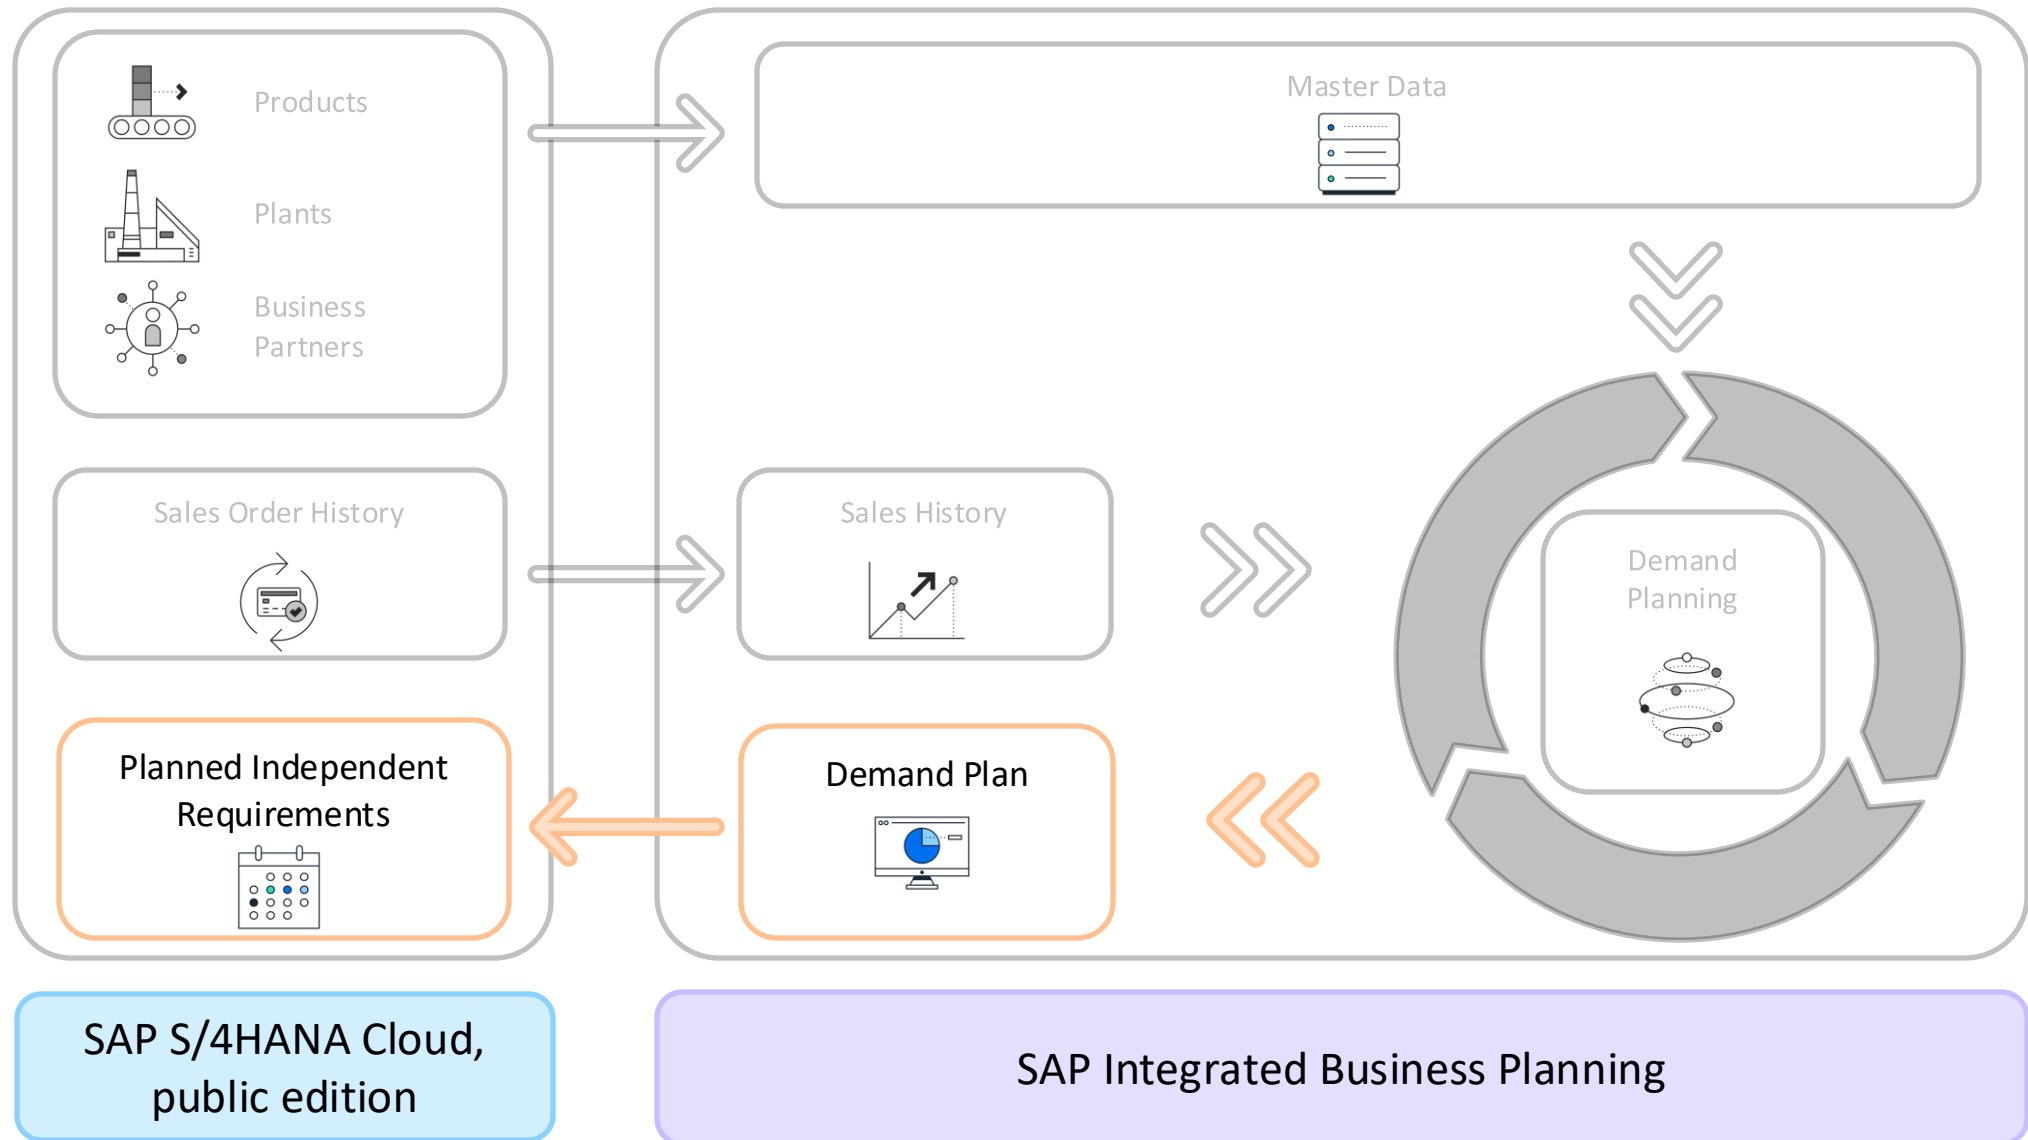 Products
Plants
Business
Partners
Master Data
Sales Order History
Sales History
Demand
Planning
Planned Independent
Requirements
Demand Plan
SAP S/4HANA Cloud,
public edition
SAP Integrated Business Planning